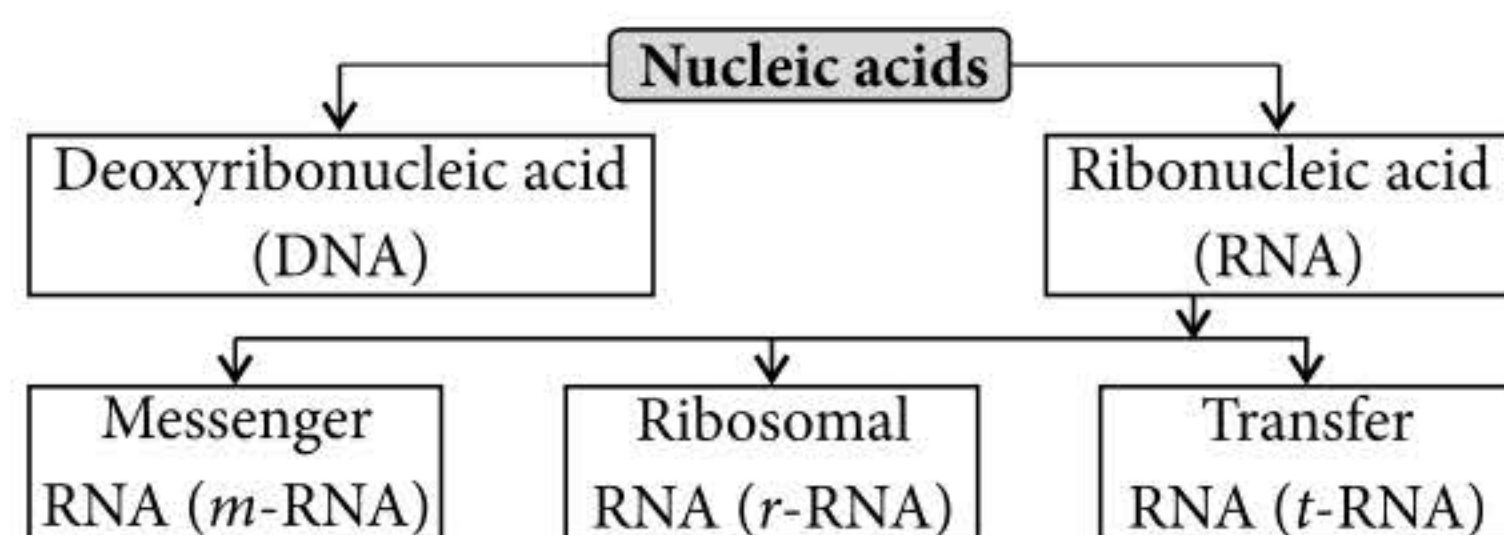 Nucleic acids
Deoxyribonucleic acid
(DNA)
Ribonucleic acid
(RNA)
Messenger
RNA (m-RNA)
Ribosomal
RNA (r-RNA)
Transfer
RNA (t-RNA)